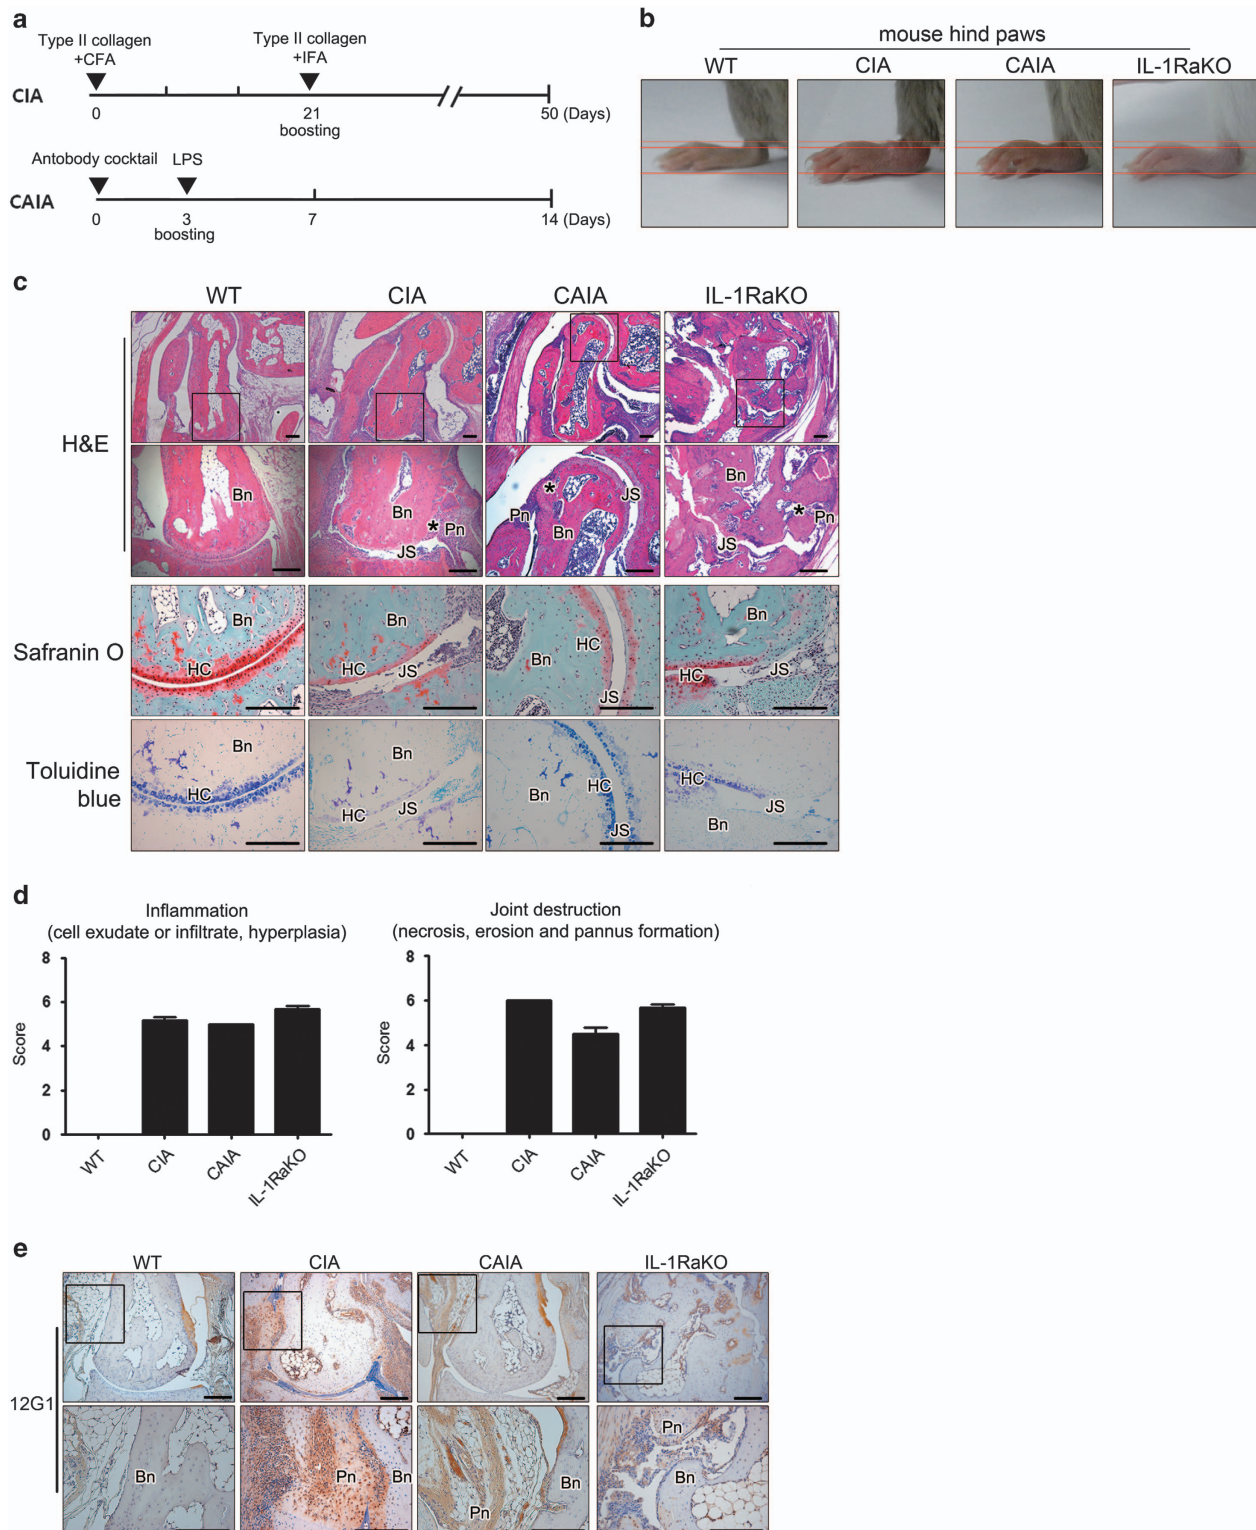 a
Type II collagen
+CFA
Type II collagen
+IFA
CIA
0
21
boosting
50 (Days)
Antobody cocktail
LPS
CAIA
0
3
boosting
7
14 (Days)
b
mouse hind paws
WT CIA CAIA IL-1RaKO
c
WT CIA CAIA IL-1RaKO
H&E
Bn
Bn * Pn JS
* JS Pn Bn
Bn * Pn JS
Safranin O
Bn HC
Bn HC JS
HC Bn JS
Bn HC JS
Toluidine
blue
Bn HC
Bn HC JS
HC Bn JS
HC JS Bn
d
Inflammation
(cell exudate or infiltrate, hyperplasia)
Score
8
6
4
2
0
WT CIA CAIA IL-1RaKO
Joint destruction
(necrosis, erosion and pannus formation)
Score
8
6
4
2
0
WT CIA CAIA IL-1RaKO
e
WT CIA CAIA IL-1RaKO
12G1
Bn
Pn Bn
Bn Pn
Pn Bn